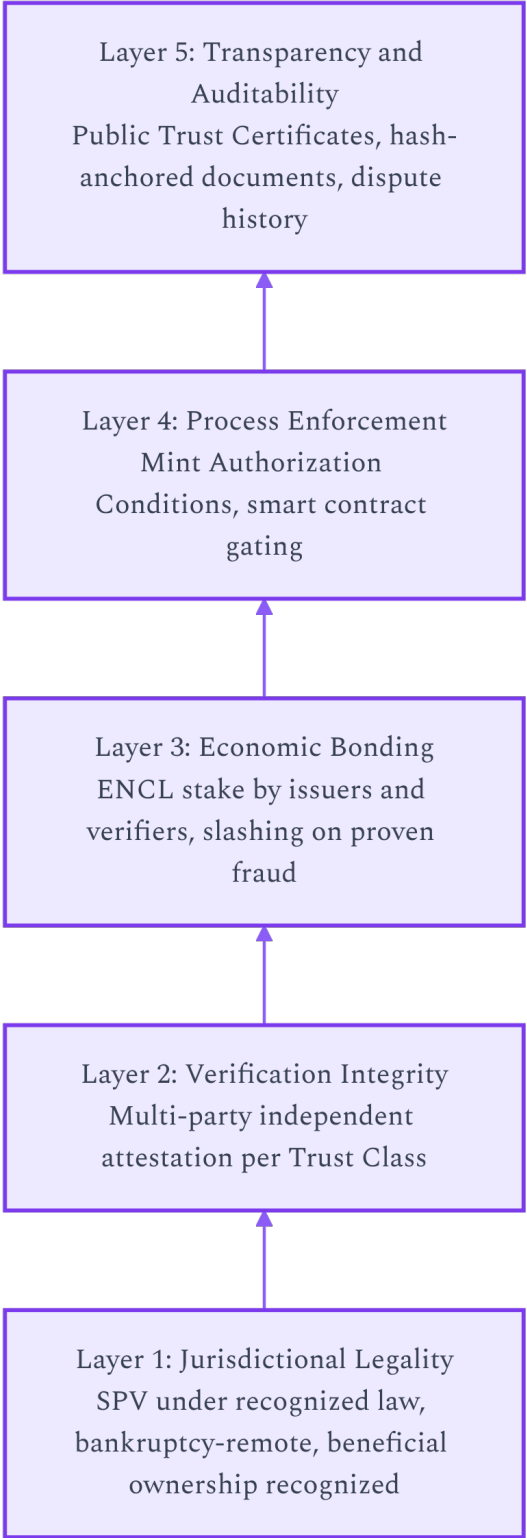 Layer 5: Transparency and
Auditability
Public Trust Certificates, hash-
anchored documents, dispute
history
Layer 4: Process Enforcement
Mint Authorization
Conditions, smart contract
gating
Layer 3: Economic Bonding
ENCL stake by issuers and
verifiers, slashing on proven
fraud
Layer 2: Verification Integrity
Multi-party independent
attestation per Trust Class
Layer 1: Jurisdictional Legality
SPV under recognized law,
bankruptcy-remote, beneficial
ownership recognized